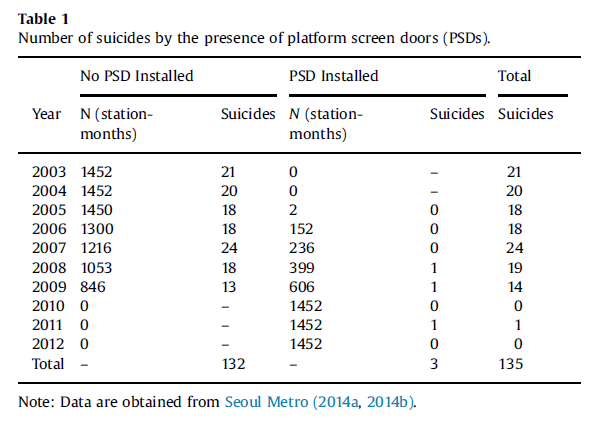 Table 1
Number of suicides by the presence of platform screen doors (PSDs).
No PSD Installed PSD Installed Total
Year N (station-months) Suicides N (station-months) Suicides Suicides
2003 1452 21 0 – 21
2004 1452 20 0 – 20
2005 1450 18 2 0 18
2006 1300 18 152 0 18
2007 1216 24 236 0 24
2008 1053 18 399 1 19
2009 846 13 606 1 14
2010 0 – 1452 0 0
2011 0 – 1452 1 1
2012 0 – 1452 0 0
Total – 132 – 3 135
Note: Data are obtained from Seoul Metro (2014a, 2014b).